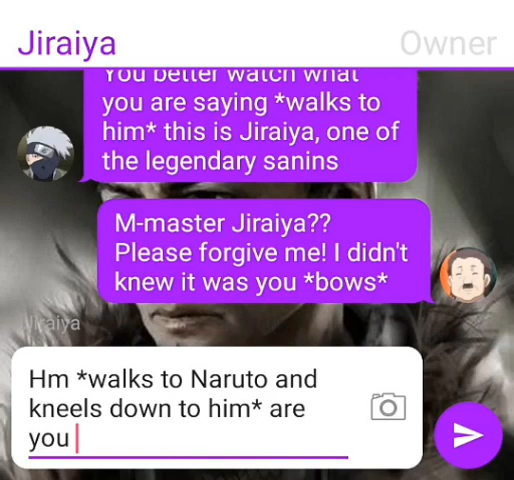 Jiraiya
Owner
You better watch what
you are saying *walks to
him* this is Jiraiya, one of
the legendary sanins
M-master Jiraiya??
Please forgive me! I didn't
knew it was you *bows*
Jiraiya
Hm *walks to Naruto and
kneels down to him* are
you